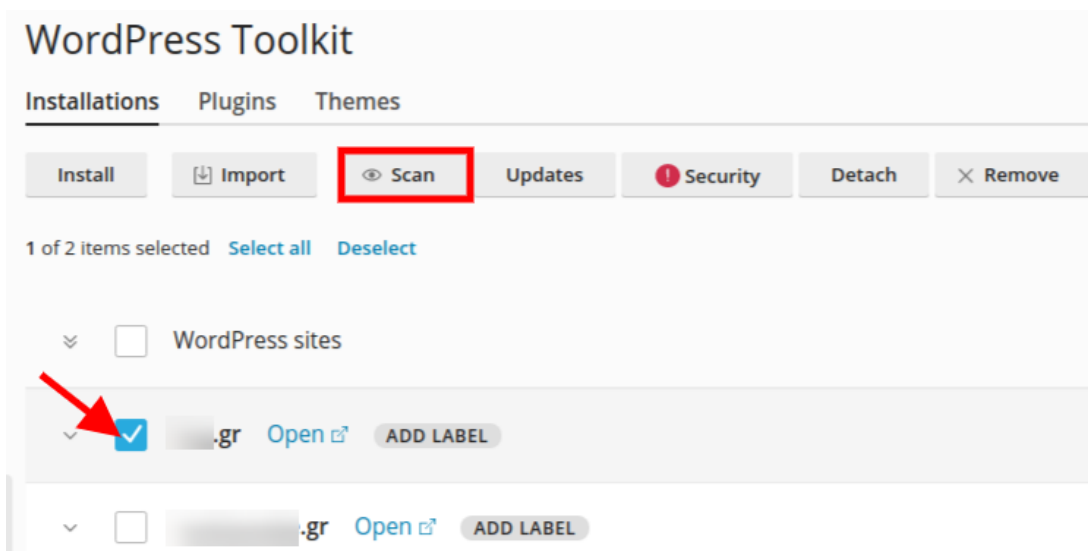 WordPress Toolkit
Installations Plugins Themes
Install Import Scan Updates Security Detach Remove
1 of 2 items selected Select all Deselect
WordPress sites
.gr Open ADD LABEL
.gr Open ADD LABEL